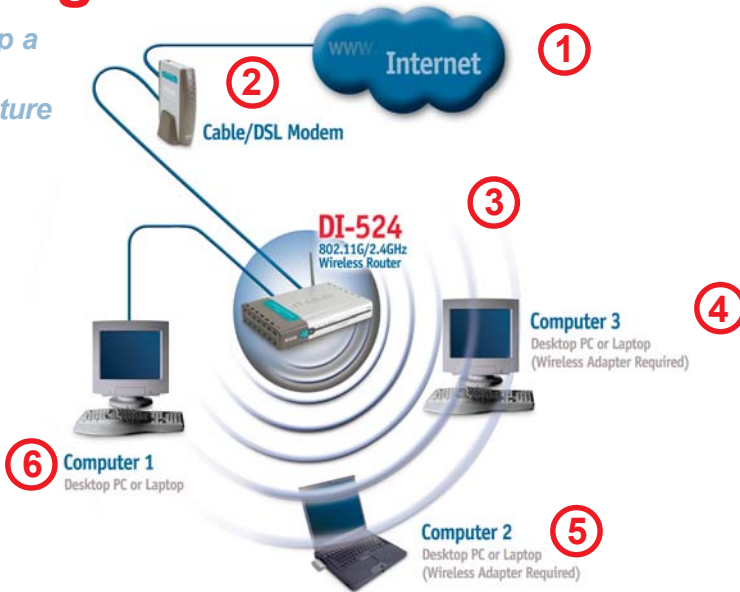 g
p a
ture
www.
Internet
1
2
Cable/DSL Modem
3
DI-524
802.11G/2.4GHz
Wireless Router
4
Computer 3
Desktop PC or Laptop
(Wireless Adapter Required)
6
Computer 1
Desktop PC or Laptop
5
Computer 2
Desktop PC or Laptop
(Wireless Adapter Required)